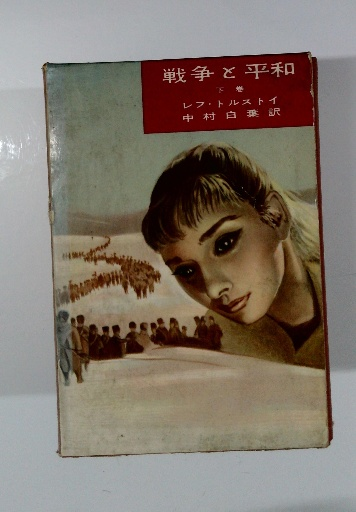 戦争と平和
下巻
レフ・トルストイ
中村白葉訳